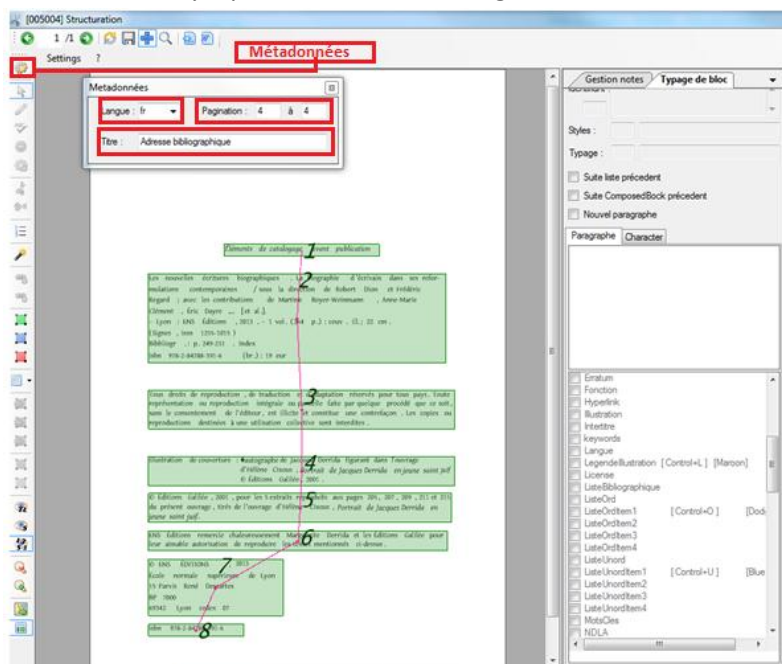 [005004] Structuration
1 /1
Settings ?
Métadonnées
Metadonnées
Langue : fr
Pagination : 4 à 4
Titre : Adresse bibliographique
Gestion notes
Typage de bloc
Styles :
Typage :
Suite liste précedent
Suite ComposedBock précedent
Nouvel paragraphe
Paragraphe Character
Erratum
Fonction
Hyperlink
Illustration
Intertitre
keywords
Langue
LegendeIllustration [Control+L] [Maroon]
License
ListeBibliographique
ListeOrd
ListeOrdItem1 [Control+O] [Dod
ListeOrdItem2
ListeOrdItem3
ListeOrdItem4
ListeUnord
ListeUnordItem1 [Control+U] [Blue
ListeUnordItem2
ListeUnordItem3
ListeUnordItem4
MotsCles
NDLA
Éléments de catalogage avant publication
1
Les nouvelles écritures biographiques . La biographie d'écrivain dans ses refor-
mulations contemporaines / sous la direction de Robert Dion et Frédéric
Regard ; avec les contributions de Martine Boyer-Weinmann , Anne-Marie
Clément , Éric Dayre ... [et al.].
- Lyon : ENS Éditions , 2013 . - 1 vol. ( p.) : couv . il.; 22 cm .
(Signes , issn 1255-1015 )
Bibliogr .: p. 249-251 . Index
isbn 978-2-84788-391-6 (br.) : 19 eur
2
Tous droits de reproduction , de traduction et d'adaptation réservés pour tous pays. Toute
représentation ou reproduction intégrale ou partielle faite par quelque procédé que ce soit,
sans le consentement de l'éditeur, est illicite et constitue une contrefaçon . Les copies ou
reproductions destinées à une utilisation collective sont interdites .
3
Illustration de couverture : autographe de Jacques Derrida figurant dans l'ouvrage
d'Hélène Cixous , Portrait de Jacques Derrida en jeune saint juif
© Éditions Galilée, 2001 .
4
© Éditions Galilée , 2001 , pour les 5 extraits reproduits aux pages 204, 207 , 209 , 211 et 215
du présent ouvrage, tirés de l'ouvrage d'Hélène Cixous , Portrait de Jacques Derrida en
jeune saint juif.
5
ENS Éditions remercie chaleureusement Marguerite Derrida et les Éditions Galilée pour
leur aimable autorisation de reproduire les textes mentionnés ci-dessus .
6
© ENS ÉDITIONS , 2013
École normale supérieure de Lyon
15 Parvis René Descartes
BP 7000
69342 Lyon cedex 07
7
isbn 978-2-84788-391-6
8